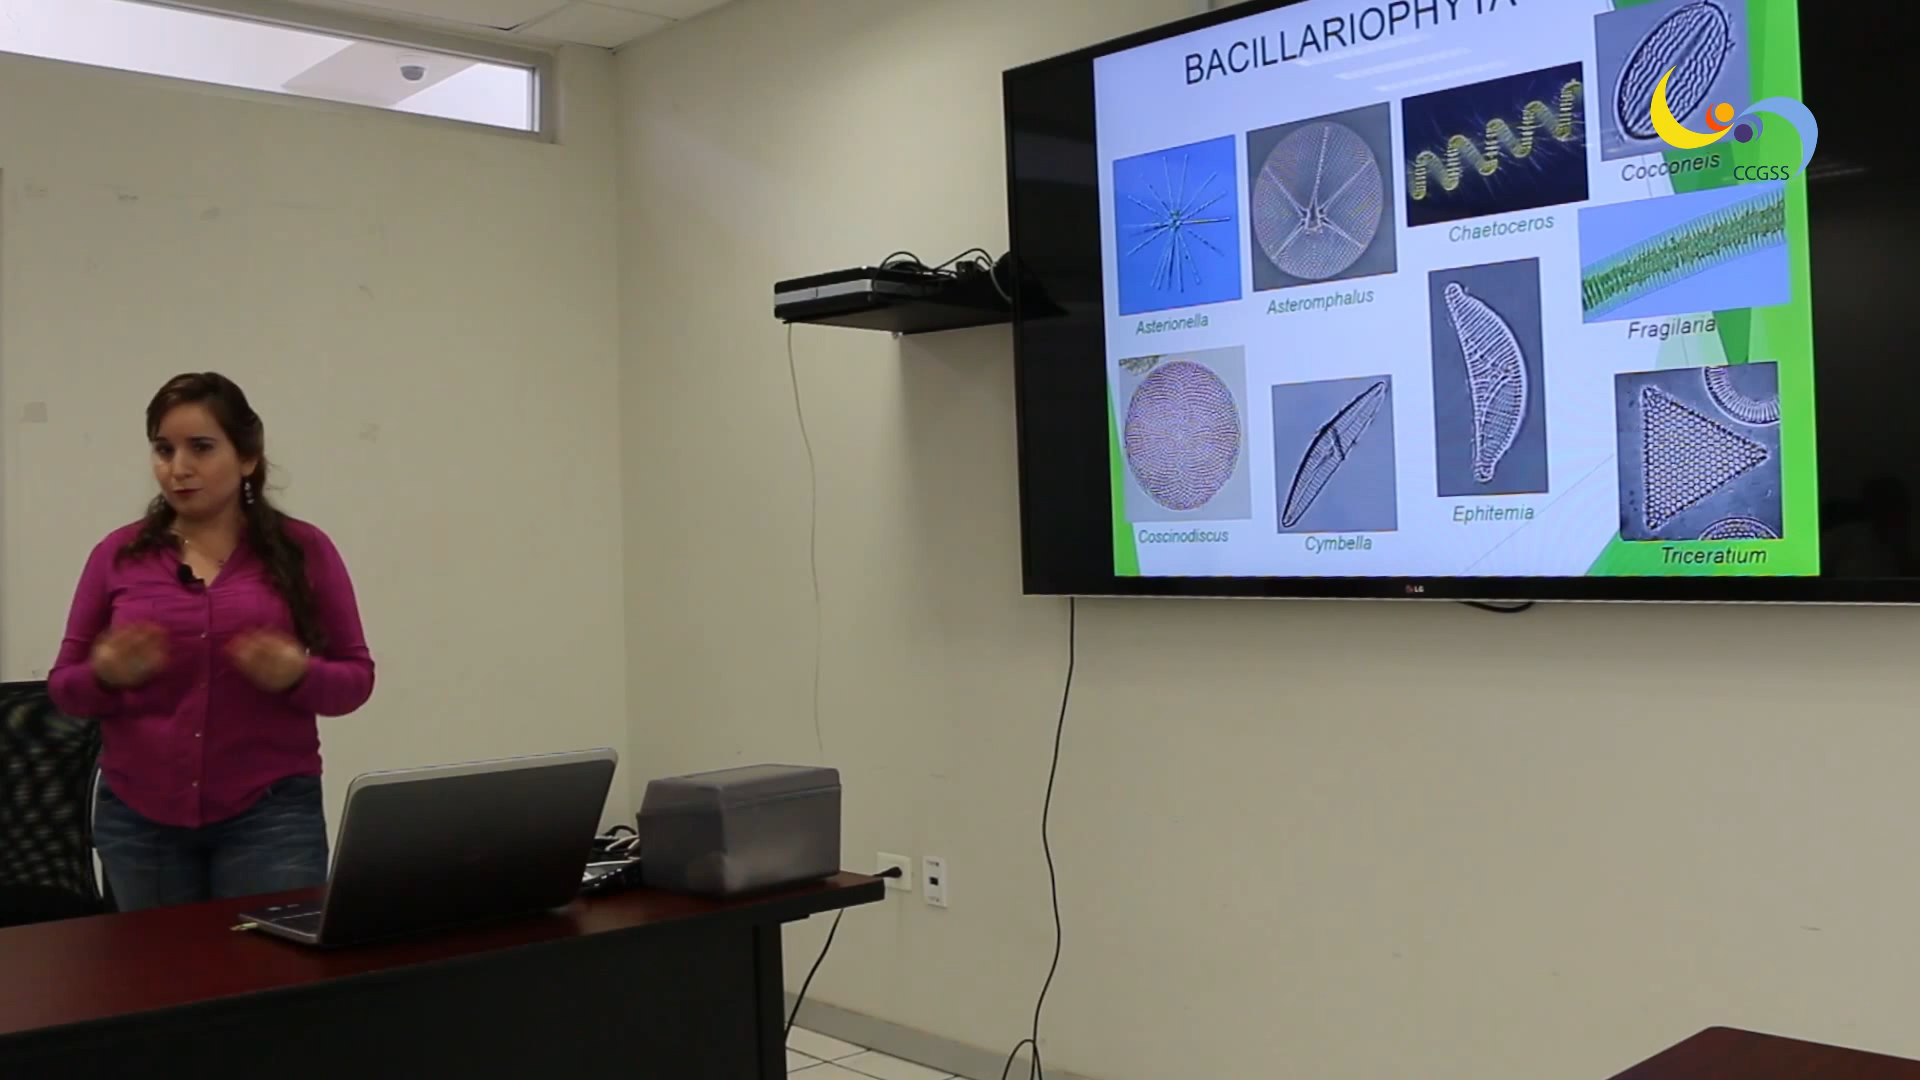 BACILLARIOPHYTA
Asterionella
Asteromphalus
Chaetoceros
Cocconeis
CCGSS
Fragilaria
Coscinodiscus
Cymbella
Ephitemia
Triceratium
LG